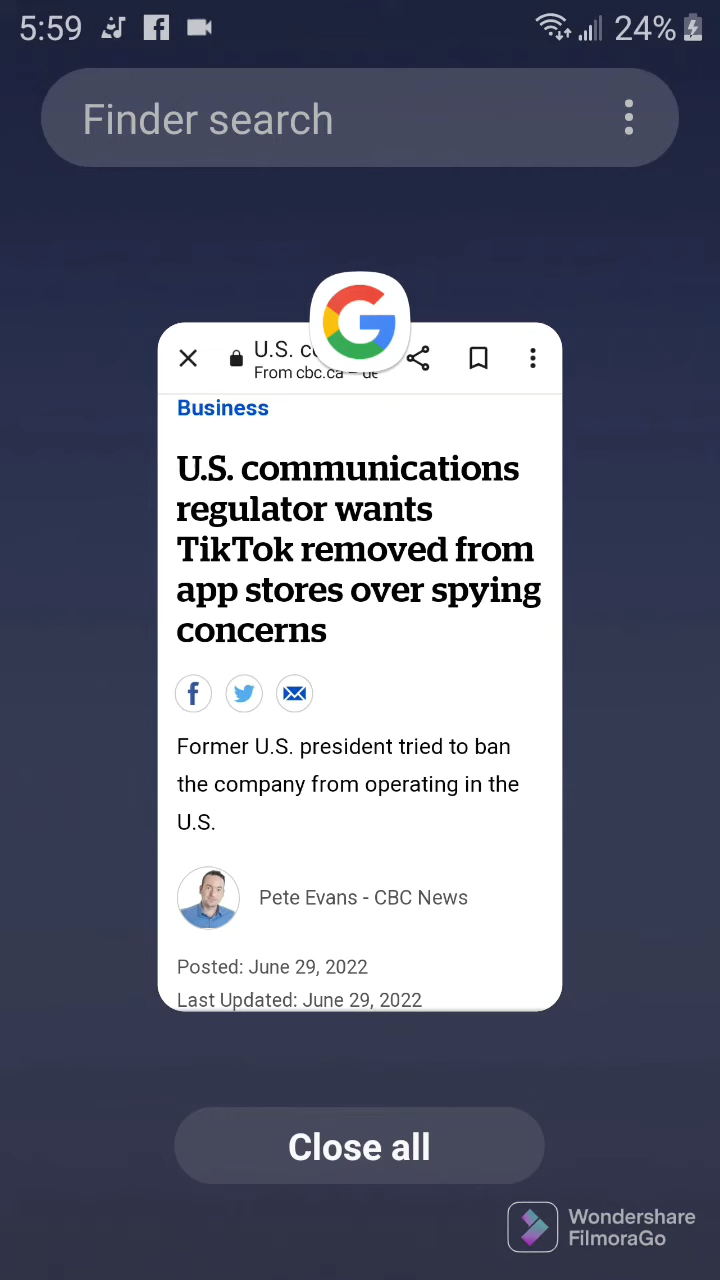 5:59
24%
Finder search
U.S. c
From cbc.ca – de
Business
U.S. communications
regulator wants
TikTok removed from
app stores over spying
concerns
Former U.S. president tried to ban
the company from operating in the
U.S.
Pete Evans - CBC News
Posted: June 29, 2022
Last Updated: June 29, 2022
Close all
Wondershare
FilmoraGo